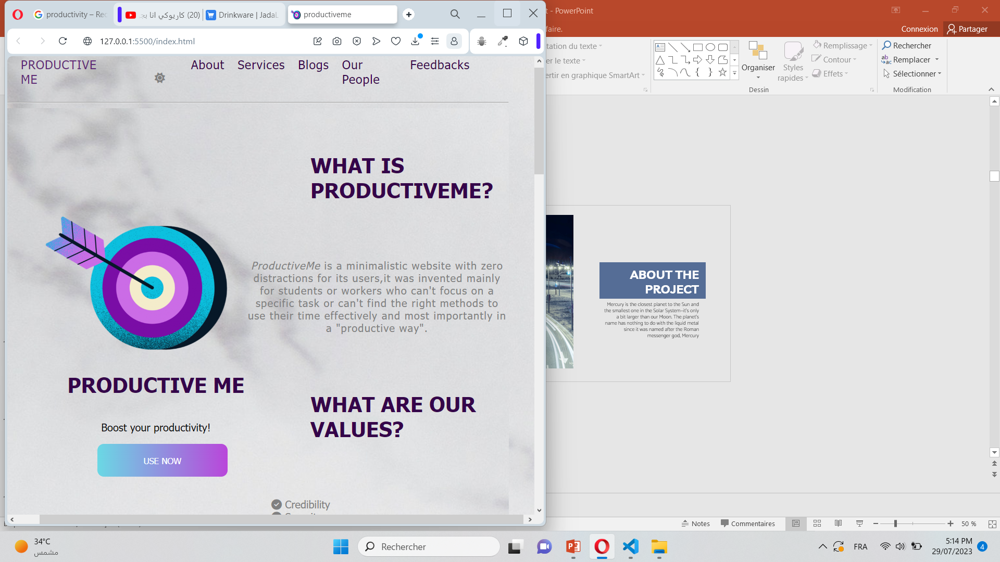 productivity – Rec
(20) كاريوكي انا بح
Drinkware | JadaL
productiveme
t - PowerPoint
127.0.0.1:5500/index.html
faire.
Connexion
Partager
tation du texte
er le texte
ertir en graphique SmartArt
Organiser
Styles
rapides
Remplissage
Contour
Effets
Rechercher
Remplacer
Sélectionner
Dessin
Modification
PRODUCTIVE
ME
About
Services
Blogs
Our
People
Feedbacks
WHAT IS
PRODUCTIVEME?
ProductiveMe is a minimalistic website with zero
distractions for its users,it was invented mainly
for students or workers who can't focus on a
specific task or can't find the right methods to
use their time effectively and most importantly in
a "productive way".
PRODUCTIVE ME
Boost your productivity!
USE NOW
WHAT ARE OUR
VALUES?
Credibility
ABOUT THE
PROJECT
Mercury is the closest planet to the Sun and
the smallest one in the Solar System–it's only
a bit larger than our Moon. The planet's
name has nothing to do with the liquid metal
since it was named after the Roman
messenger god, Mercury
Notes
Commentaires
50 %
34°C
مشمس
Rechercher
FRA
5:14 PM
29/07/2023
4